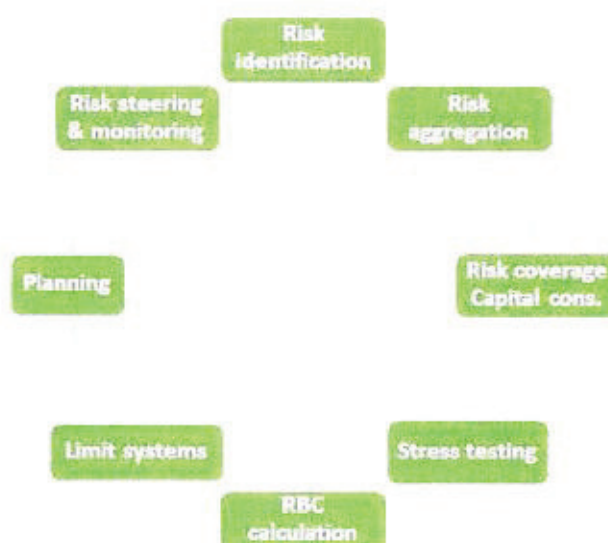 Risk
identification
Risk steering
& monitoring
Risk
aggregation
Planning
Risk coverage
Capital cons.
Limit systems
Stress testing
RBC
calculation